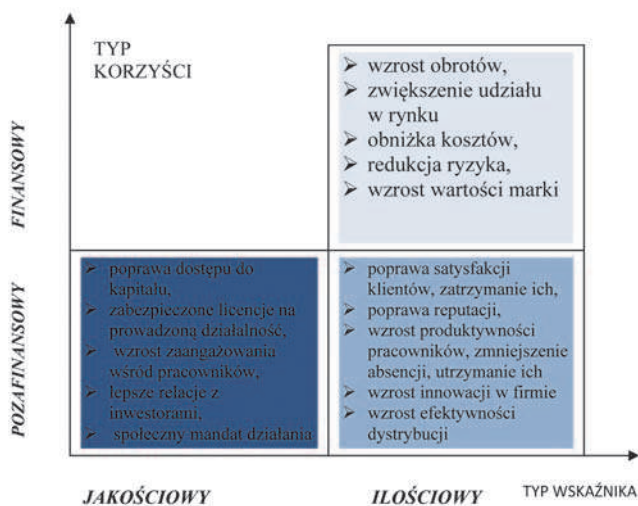 TYP
KORZYŚCI
FINANSOWY
➢ wzrost obrotów,
➢ zwiększenie udziału
w rynku
➢ obniżka kosztów,
➢ redukcja ryzyka,
➢ wzrost wartości marki
POZAFINANSOWY
➢ poprawa dostępu do
kapitału,
➢ zabezpieczone licencje na
prowadzoną działalność,
➢ wzrost zaangażowania
wśród pracowników,
➢ lepsze relacje z
inwestorami,
➢ społeczny mandat działania
➢ poprawa satysfakcji
klientów, zatrzymanie ich,
➢ poprawa reputacji,
➢ wzrost produktywności
pracowników, zmniejszenie
absencji, utrzymanie ich
➢ wzrost innowacji w firmie
➢ wzrost efektywności
dystrybucji
JAKOŚCIOWY
ILOŚCIOWY
TYP WSKAŹNIKA